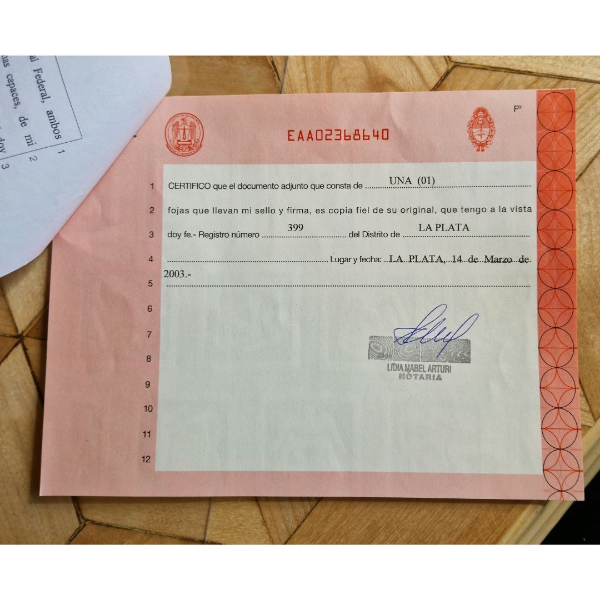 al Federal, ambos 1
as capaces, de mi 2
doy 3
Fº
EAA02368640
1 CERTIFICO que el documento adjunto que consta de UNA (01)
2 fojas que llevan mi sello y firma, es copia fiel de su original, que tengo a la vista
3 doy fe.- Registro número 399 del Distrito de LA PLATA
4 Lugar y fecha: LA PLATA, 14 de Marzo de
2003.-
5
6
7
8
LIDIA MABEL ARTURI
NOTARIA
9
10
11
12